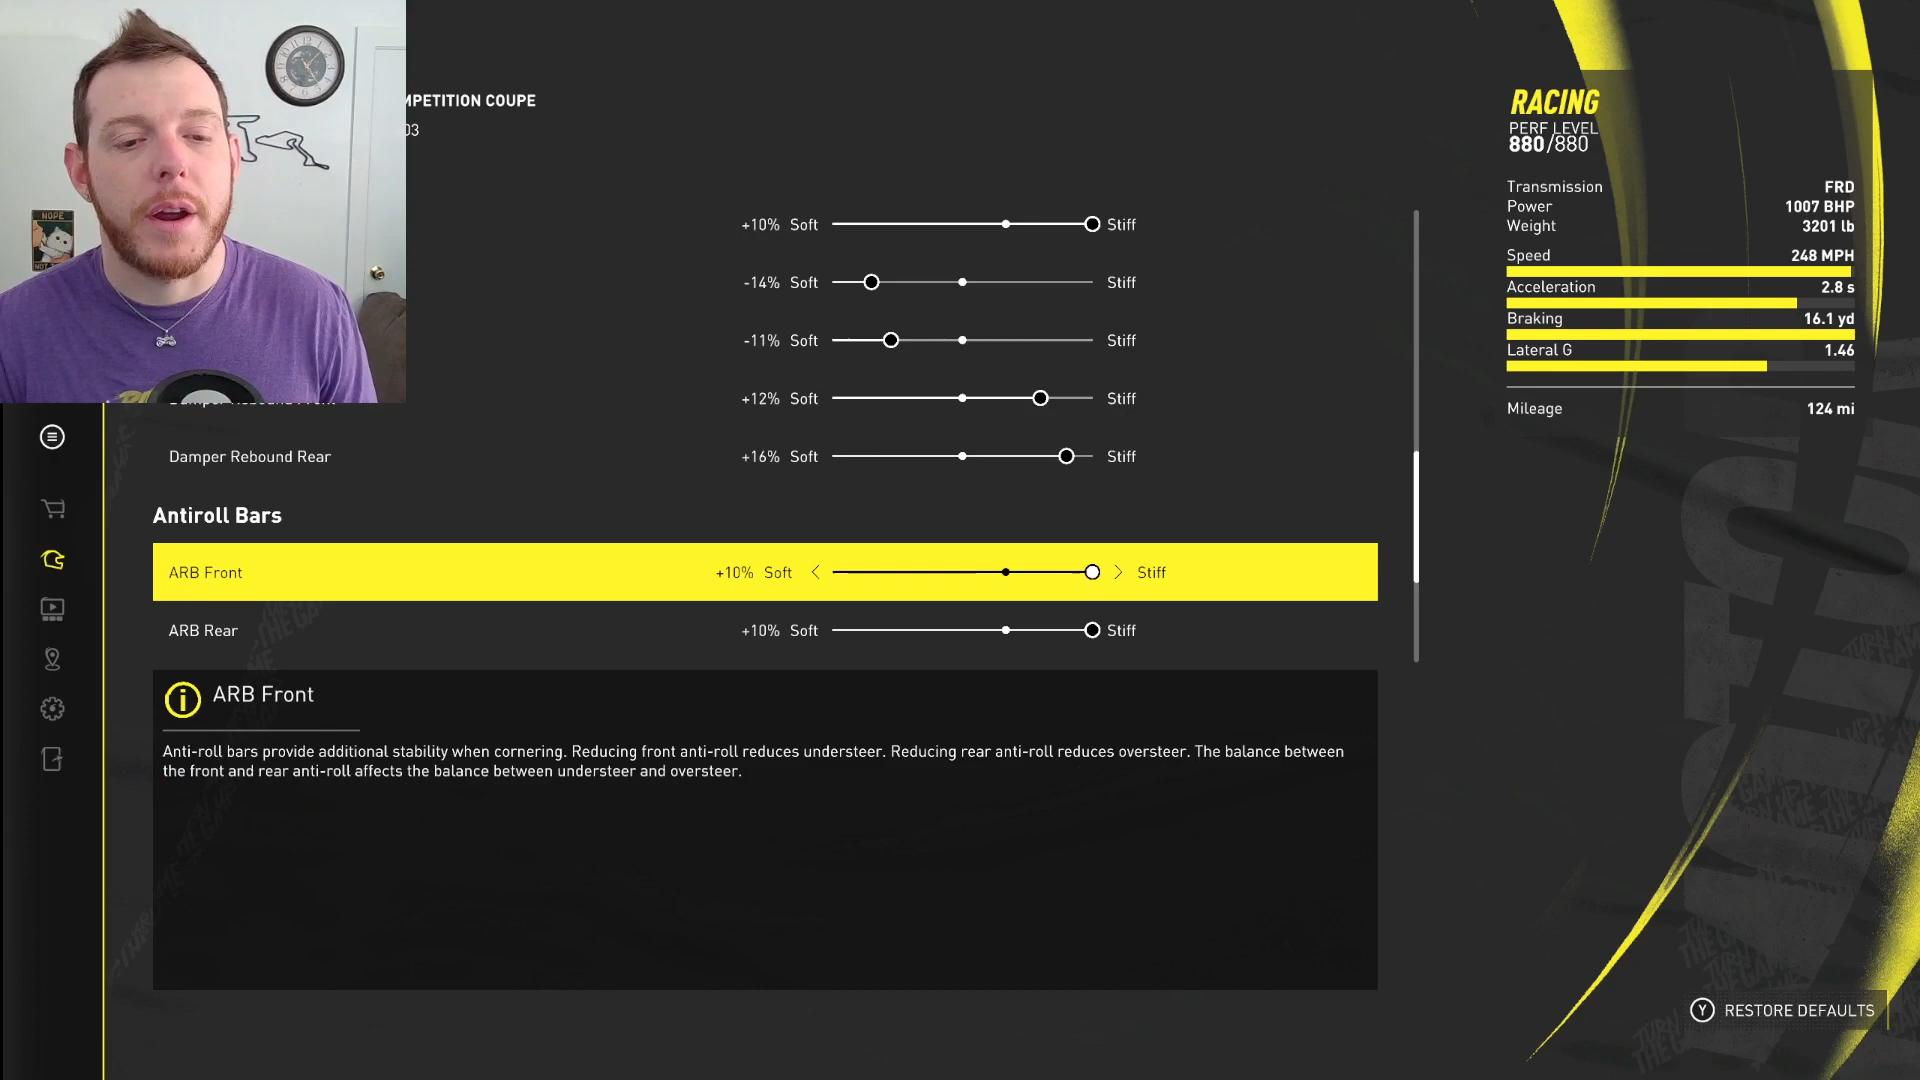 MPETITION COUPE
03
NOPE
+10% Soft Stiff
-14% Soft Stiff
-11% Soft Stiff
+12% Soft Stiff
Damper Rebound Rear +16% Soft Stiff
Antiroll Bars
ARB Front +10% Soft Stiff
ARB Rear +10% Soft Stiff
i ARB Front
Anti-roll bars provide additional stability when cornering. Reducing front anti-roll reduces understeer. Reducing rear anti-roll reduces oversteer. The balance between
the front and rear anti-roll affects the balance between understeer and oversteer.
RACING
PERF LEVEL
880/880
Transmission FRD
Power 1007 BHP
Weight 3201 lb
Speed 248 MPH
Acceleration 2.8 s
Braking 16.1 yd
Lateral G 1.46
Mileage 124 mi
Y RESTORE DEFAULTS